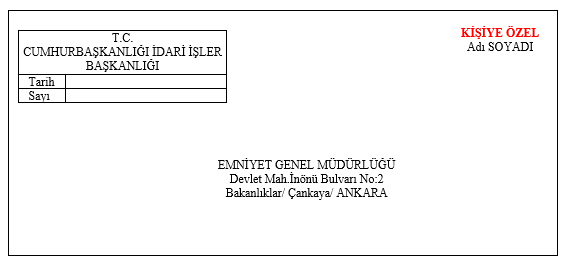 T.C.
CUMHURBAŞKANLIĞI İDARİ İŞLER
BAŞKANLIĞI
Tarih
Sayı
KİŞİYE ÖZEL
Adı SOYADI
EMNİYET GENEL MÜDÜRLÜĞÜ
Devlet Mah.İnönü Bulvarı No:2
Bakanlıklar/ Çankaya/ ANKARA